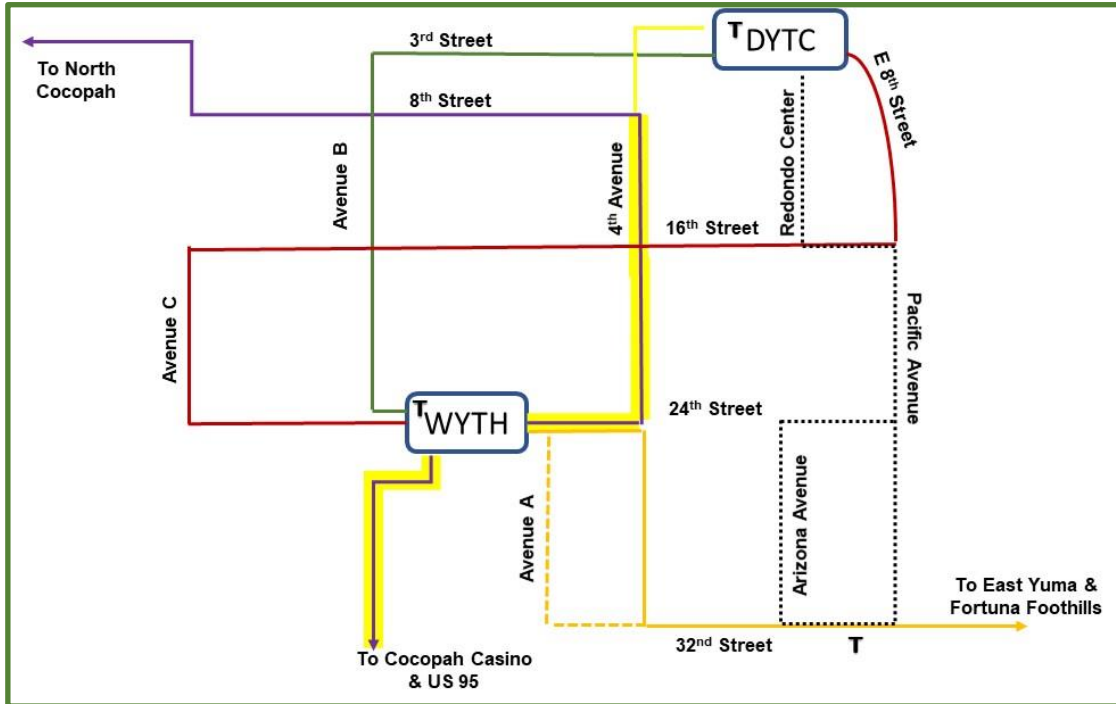 T DYTC
3rd Street
To North
Cocopah
8th Street
E 8th Street
Redondo Center
Avenue B
4th Avenue
16th Street
Avenue C
Pacific Avenue
T WYTH
24th Street
Avenue A
Arizona Avenue
To East Yuma &
Fortuna Foothills
32nd Street
T
To Cocopah Casino
& US 95